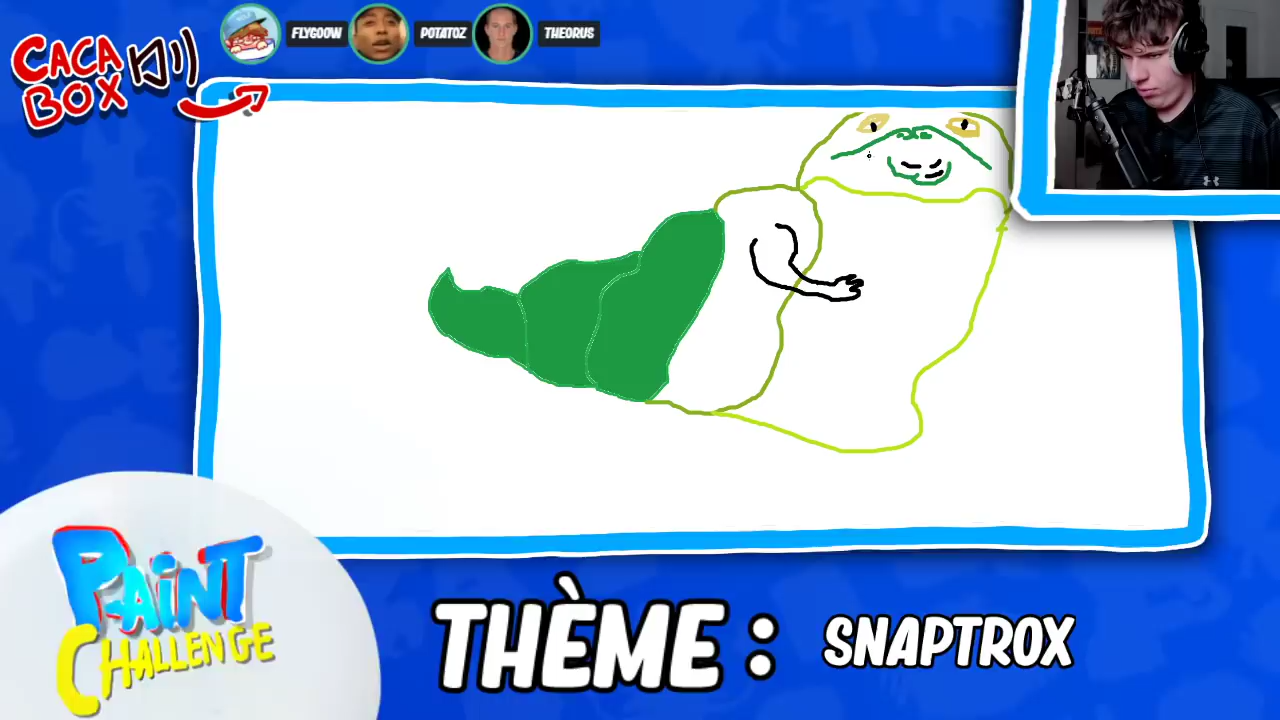 CACA
BOX
FLYGOOW
POTATOZ
THEORUS
PAINT
CHALLENGE
THÈME :
SNAPTROX